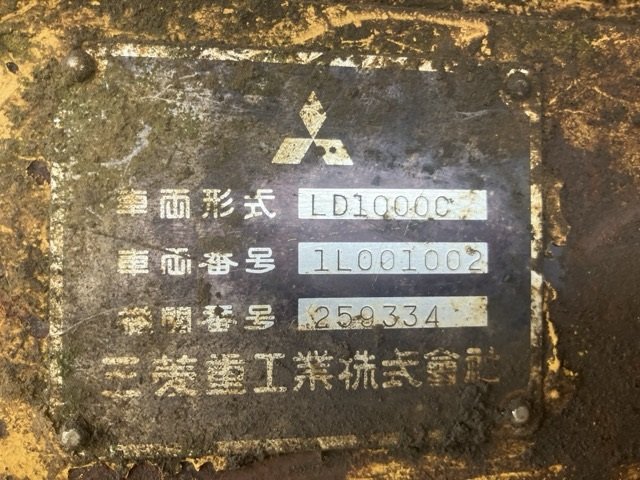 車両形式 LD1000C
車両番号 1L001002
機関番号 259334
三菱重工業株式會社